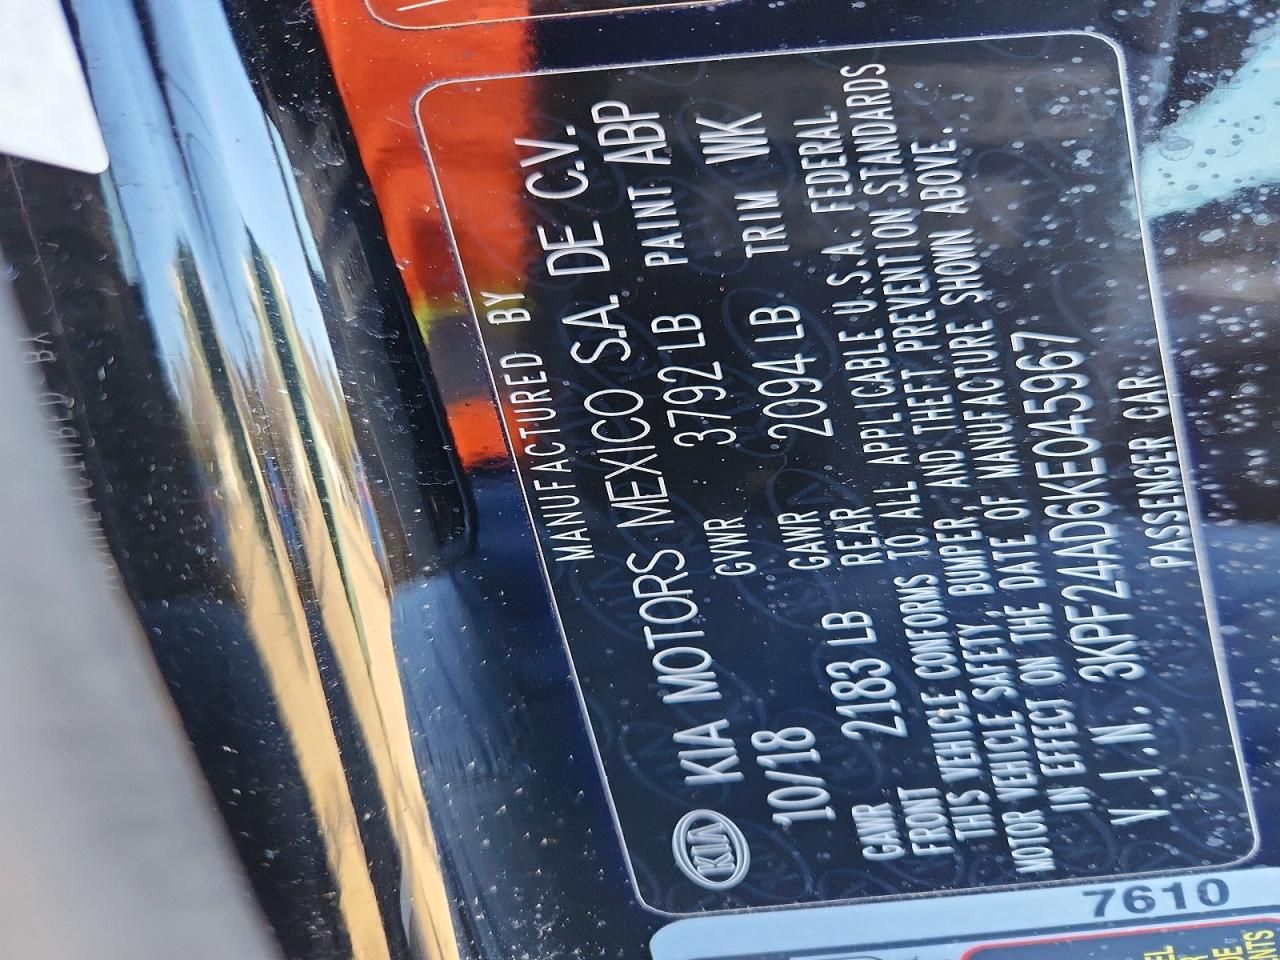 MANUFACTURED BY
KIA KIA MOTORS MEXICO S.A. DE C.V.
10/18 GVWR 3792 LB PAINT ABP
GAWR FRONT 2183 LB GAWR REAR 2094 LB TRIM WK
THIS VEHICLE CONFORMS TO ALL APPLICABLE U.S.A. FEDERAL
MOTOR VEHICLE SAFETY, BUMPER, AND THEFT PREVENTION STANDARDS
IN EFFECT ON THE DATE OF MANUFACTURE SHOWN ABOVE.
V.I.N. 3KPF24AD6KE045967
PASSENGER CAR
7610